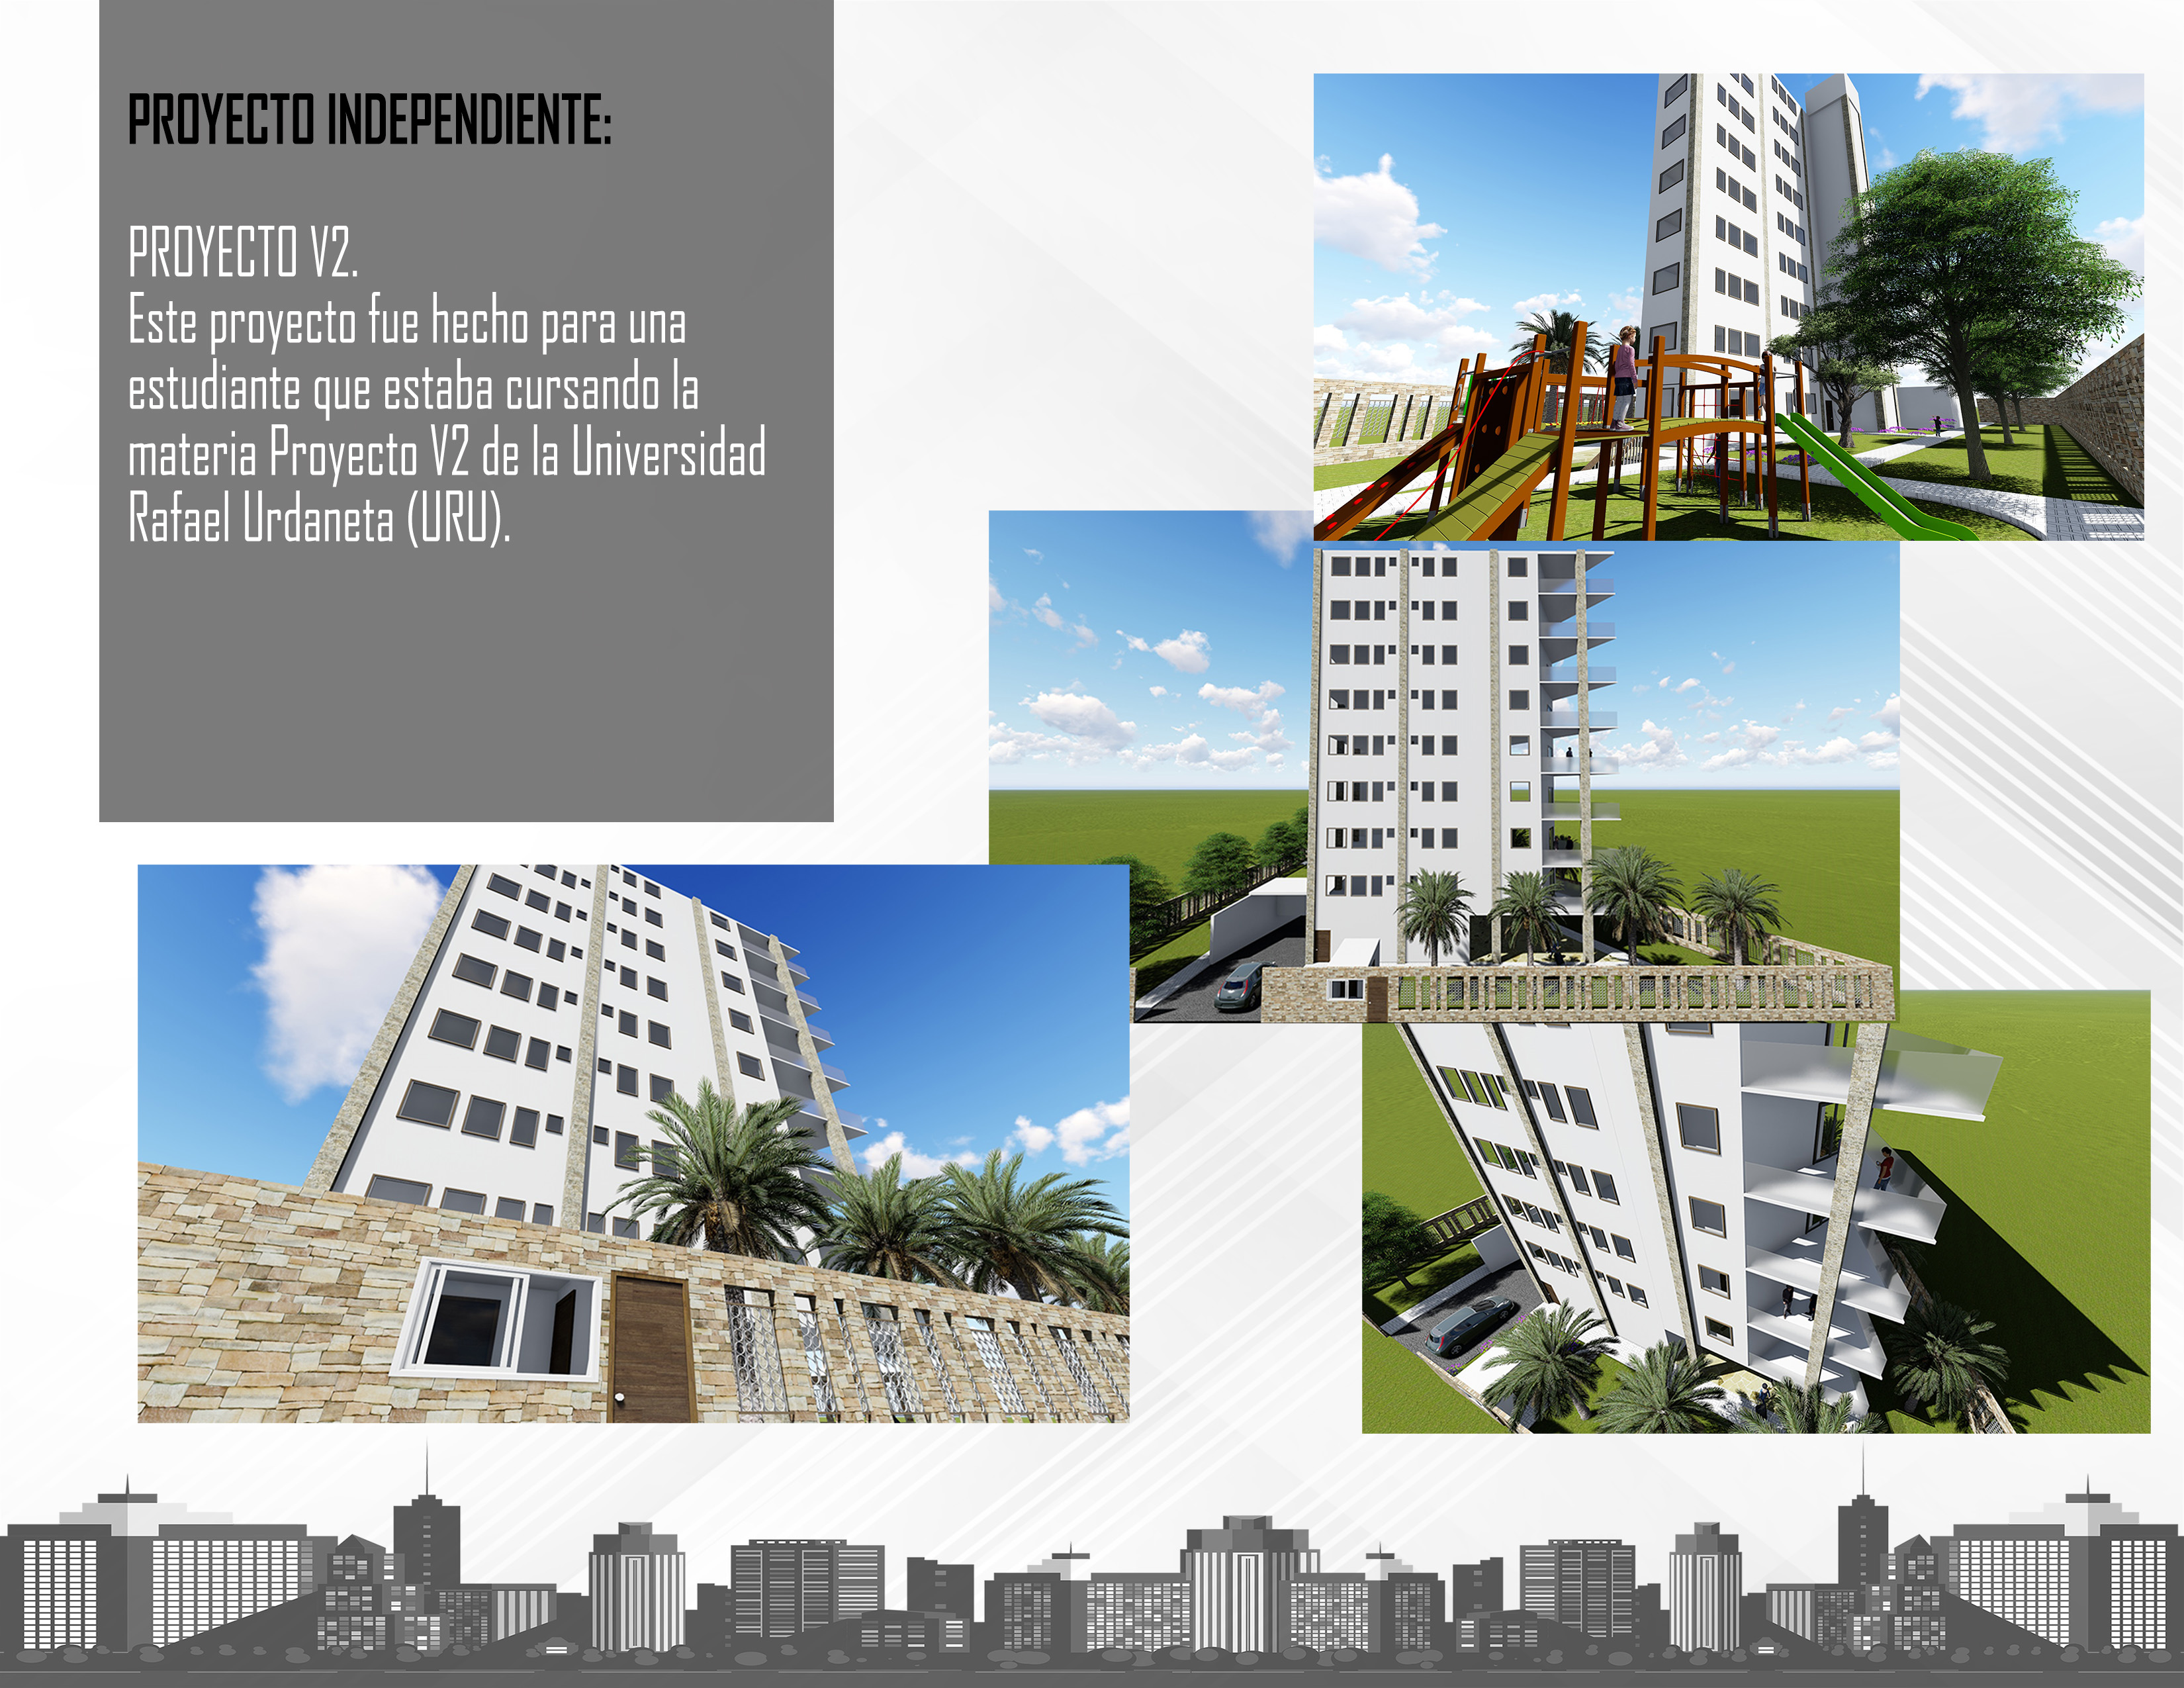 PROYECTO INDEPENDIENTE:
PROYECTO V2.
Este proyecto fue hecho para una
estudiante que estaba cursando la
materia Proyecto V2 de la Universidad
Rafael Urdaneta (URU).